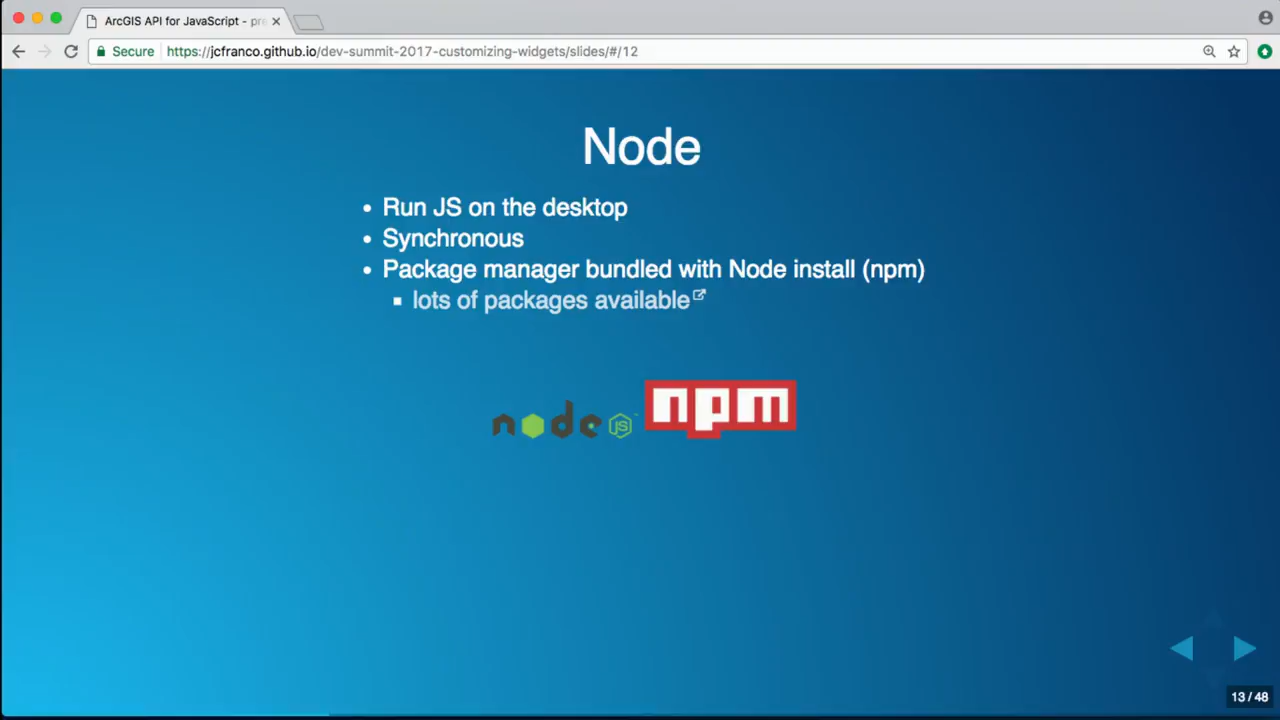 ArcGIS API for JavaScript - pre
Secure https://jcfranco.github.io/dev-summit-2017-customizing-widgets/slides/#/12
Node
Run JS on the desktop
Synchronous
Package manager bundled with Node install (npm)
lots of packages available
node JS npm
13 / 48